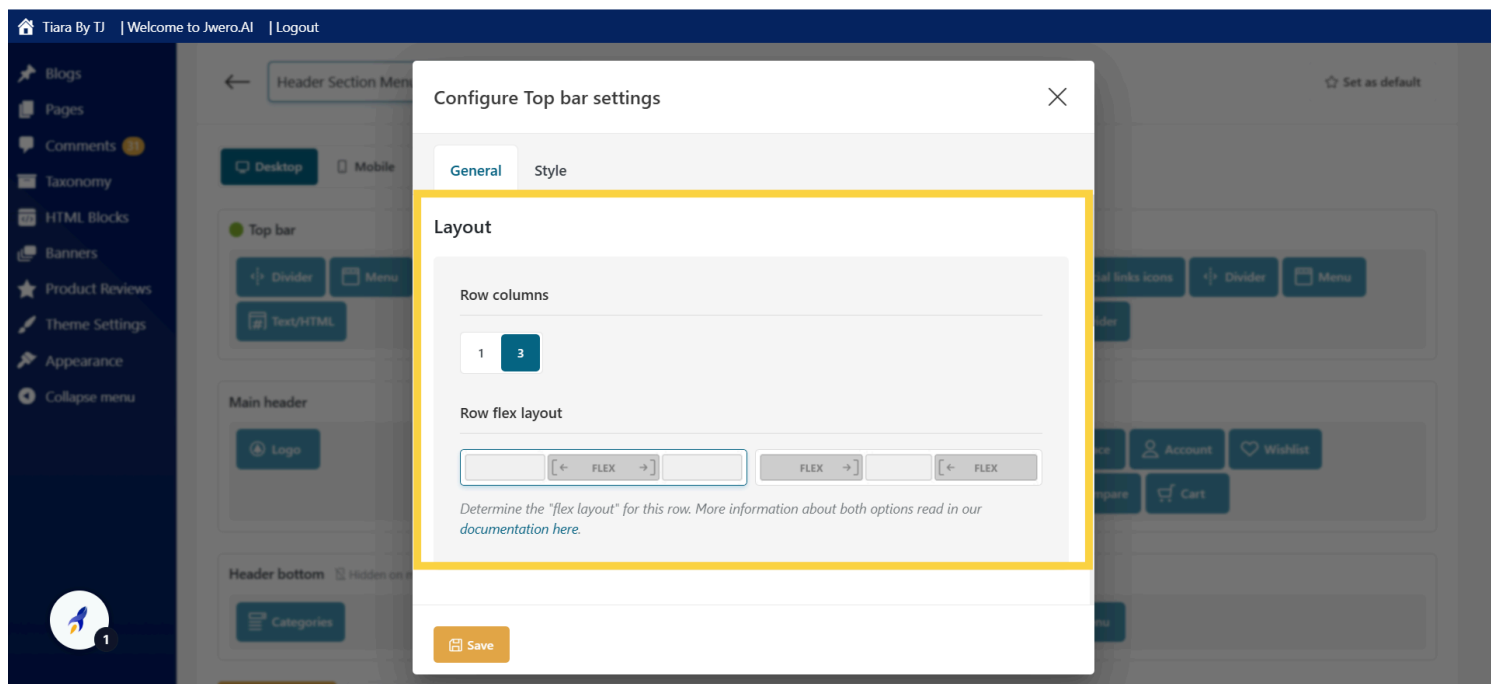 Tiara By TJ | Welcome to Jwero.AI | Logout
Blogs
Pages
Comments 31
Taxonomy
HTML Blocks
Banners
Product Reviews
Theme Settings
Appearance
Collapse menu
1
Header Section Men
Set as default
Desktop Mobile
Top bar
Divider Menu
Text/HTML
ial links icons Divider Menu
Main header
Logo
Account Wishlist
Cart
Header bottom Hidden on
Categories
Configure Top bar settings
General Style
Layout
Row columns
1 3
Row flex layout
FLEX FLEX FLEX
Determine the "flex layout" for this row. More information about both options read in our
documentation here.
Save